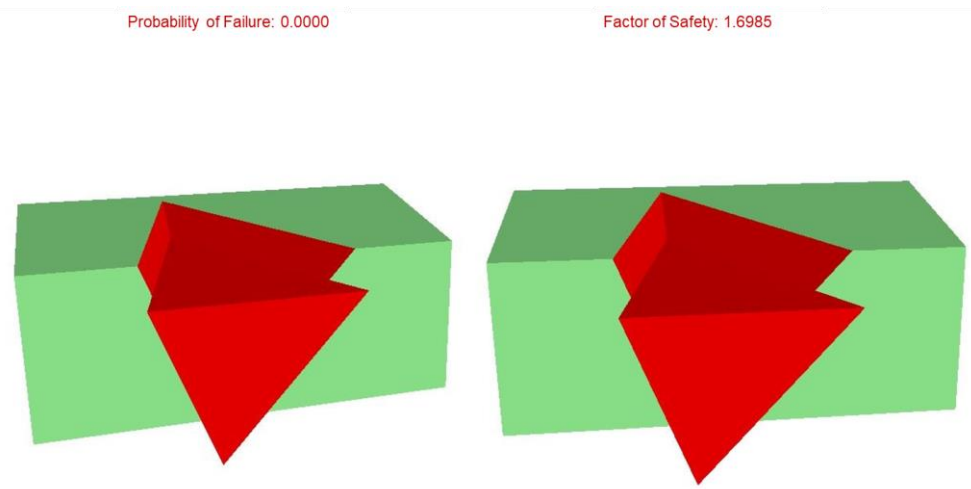 Probability of Failure: 0.0000
Factor of Safety: 1.6985